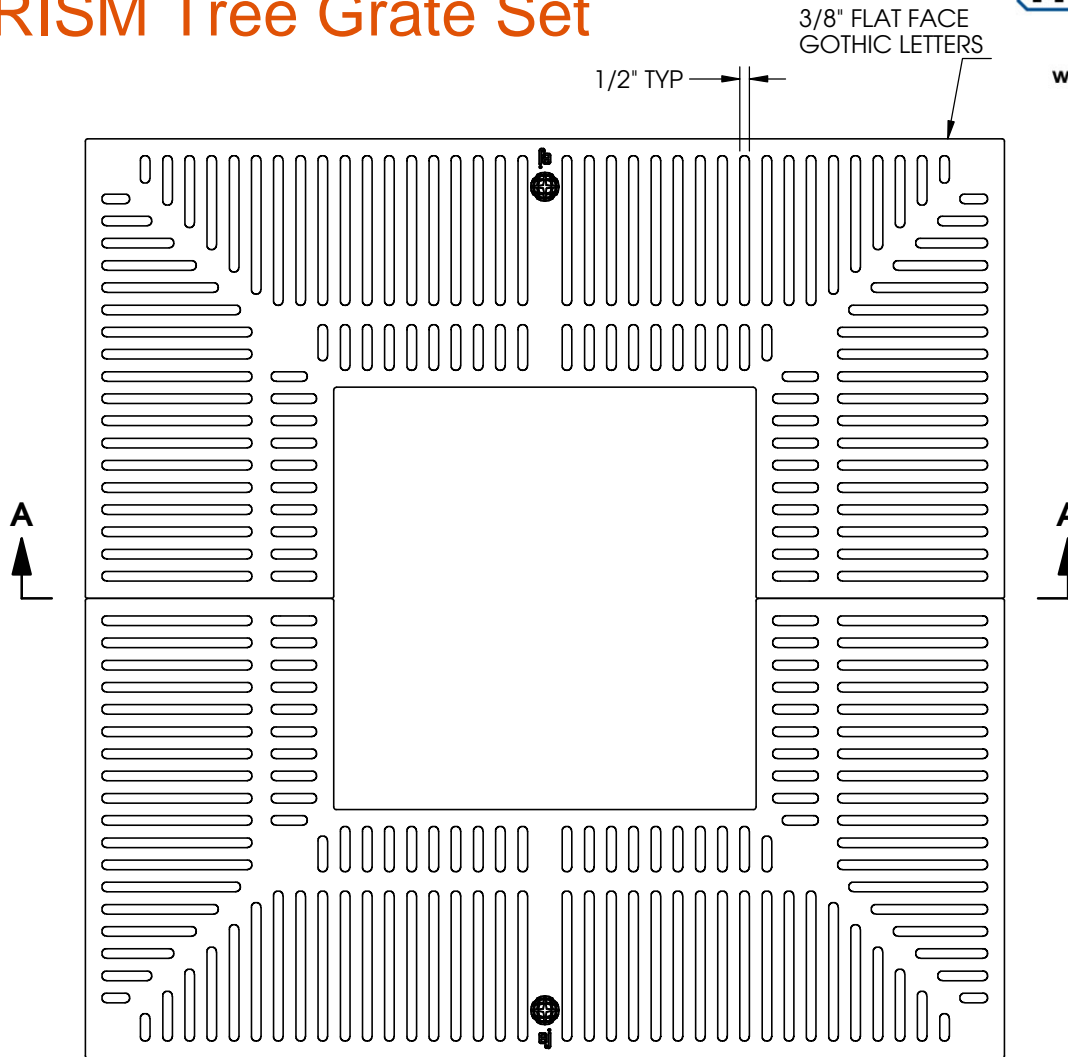 RISM Tree Grate Set
3/8" FLAT FACE
GOTHIC LETTERS
1/2" TYP
A
A